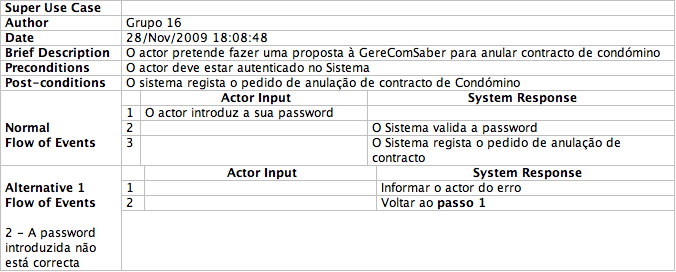 Super Use Case
Author Grupo 16
Date 28/Nov/2009 18:08:48
Brief Description O actor pretende fazer uma proposta à GereComSaber para anular contracto de condómino
Preconditions O actor deve estar autenticado no Sistema
Post-conditions O sistema regista o pedido de anulação de contracto de Condómino
Normal
Flow of Events
Actor Input System Response
1 O actor introduz a sua password
2 O Sistema valida a password
3 O Sistema regista o pedido de anulação de
contracto
Alternative 1
Flow of Events
2 - A password
introduzida não
está correcta
Actor Input System Response
1 Informar o actor do erro
2 Voltar ao passo 1